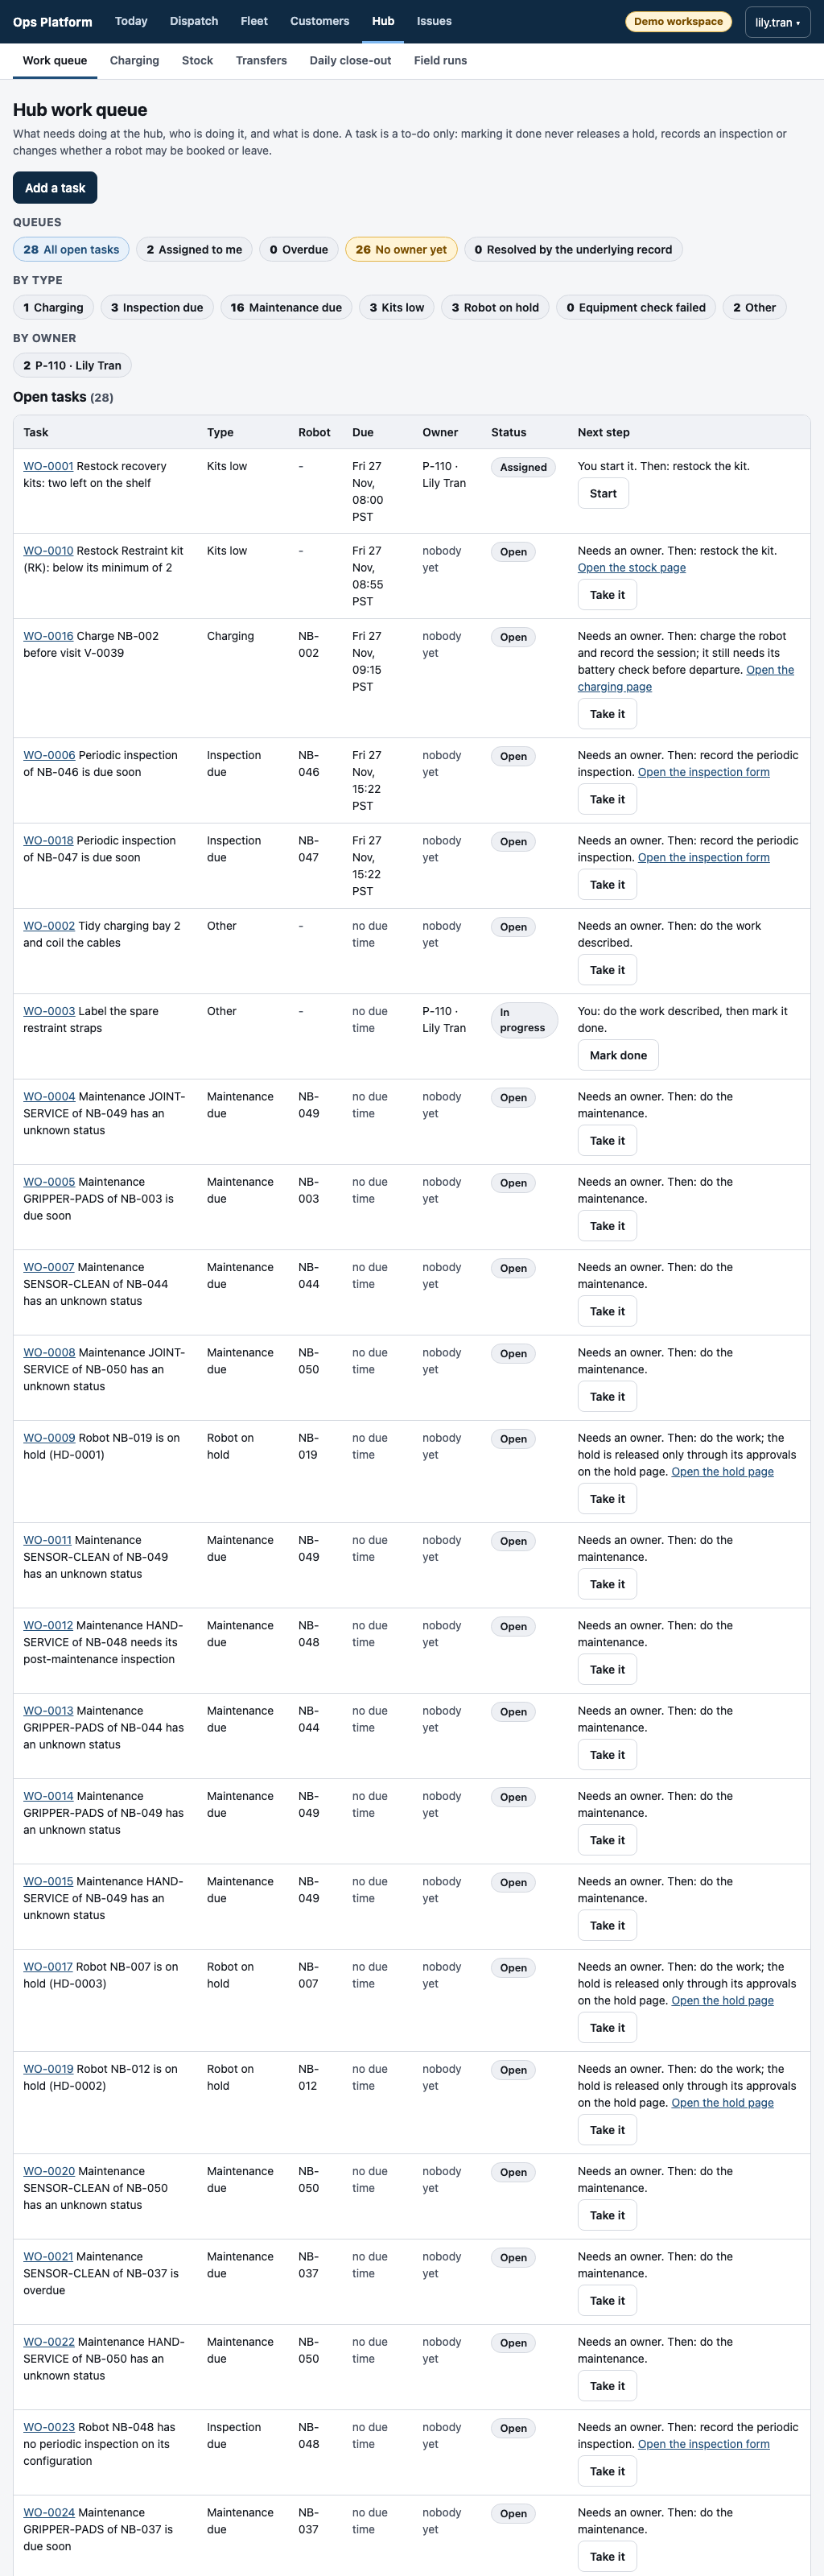 Ops Platform Today Dispatch Fleet Customers Hub Issues Demo workspace lily.tran ▾
Work queue Charging Stock Transfers Daily close-out Field runs
Hub work queue
What needs doing at the hub, who is doing it, and what is done. A task is a to-do only: marking it done never releases a hold, records an inspection or
changes whether a robot may be booked or leave.
Add a task
QUEUES
28 All open tasks 2 Assigned to me 0 Overdue 26 No owner yet 0 Resolved by the underlying record
BY TYPE
1 Charging 3 Inspection due 16 Maintenance due 3 Kits low 3 Robot on hold 0 Equipment check failed 2 Other
BY OWNER
2 P-110 · Lily Tran
Open tasks (28)
Task Type Robot Due Owner Status Next step
WO-0001 Restock recovery
kits: two left on the shelf
Kits low
-
Fri 27
Nov,
08:00
PST
P-110 ·
Lily Tran
Assigned
You start it. Then: restock the kit.
Start
WO-0010 Restock Restraint kit
(RK): below its minimum of 2
Kits low
-
Fri 27
Nov,
08:55
PST
nobody
yet
Open
Needs an owner. Then: restock the kit.
Open the stock page
Take it
WO-0016 Charge NB-002
before visit V-0039
Charging
NB-
002
Fri 27
Nov,
09:15
PST
nobody
yet
Open
Needs an owner. Then: charge the robot
and record the session; it still needs its
battery check before departure. Open the
charging page
Take it
WO-0006 Periodic inspection
of NB-046 is due soon
Inspection
due
NB-
046
Fri 27
Nov,
15:22
PST
nobody
yet
Open
Needs an owner. Then: record the periodic
inspection. Open the inspection form
Take it
WO-0018 Periodic inspection
of NB-047 is due soon
Inspection
due
NB-
047
Fri 27
Nov,
15:22
PST
nobody
yet
Open
Needs an owner. Then: record the periodic
inspection. Open the inspection form
Take it
WO-0002 Tidy charging bay 2
and coil the cables
Other
-
no due
time
nobody
yet
Open
Needs an owner. Then: do the work
described.
Take it
WO-0003 Label the spare
restraint straps
Other
-
no due
time
P-110 ·
Lily Tran
In
progress
You: do the work described, then mark it
done.
Mark done
WO-0004 Maintenance JOINT-
SERVICE of NB-049 has an
unknown status
Maintenance
due
NB-
049
no due
time
nobody
yet
Open
Needs an owner. Then: do the
maintenance.
Take it
WO-0005 Maintenance
GRIPPER-PADS of NB-003 is
due soon
Maintenance
due
NB-
003
no due
time
nobody
yet
Open
Needs an owner. Then: do the
maintenance.
Take it
WO-0007 Maintenance
SENSOR-CLEAN of NB-044
has an unknown status
Maintenance
due
NB-
044
no due
time
nobody
yet
Open
Needs an owner. Then: do the
maintenance.
Take it
WO-0008 Maintenance JOINT-
SERVICE of NB-050 has an
unknown status
Maintenance
due
NB-
050
no due
time
nobody
yet
Open
Needs an owner. Then: do the
maintenance.
Take it
WO-0009 Robot NB-019 is on
hold (HD-0001)
Robot on
hold
NB-
019
no due
time
nobody
yet
Open
Needs an owner. Then: do the work; the
hold is released only through its approvals
on the hold page. Open the hold page
Take it
WO-0011 Maintenance
SENSOR-CLEAN of NB-049
has an unknown status
Maintenance
due
NB-
049
no due
time
nobody
yet
Open
Needs an owner. Then: do the
maintenance.
Take it
WO-0012 Maintenance HAND-
SERVICE of NB-048 needs its
post-maintenance inspection
Maintenance
due
NB-
048
no due
time
nobody
yet
Open
Needs an owner. Then: do the
maintenance.
Take it
WO-0013 Maintenance
GRIPPER-PADS of NB-044 has
an unknown status
Maintenance
due
NB-
044
no due
time
nobody
yet
Open
Needs an owner. Then: do the
maintenance.
Take it
WO-0014 Maintenance
GRIPPER-PADS of NB-049 has
an unknown status
Maintenance
due
NB-
049
no due
time
nobody
yet
Open
Needs an owner. Then: do the
maintenance.
Take it
WO-0015 Maintenance HAND-
SERVICE of NB-049 has an
unknown status
Maintenance
due
NB-
049
no due
time
nobody
yet
Open
Needs an owner. Then: do the
maintenance.
Take it
WO-0017 Robot NB-007 is on
hold (HD-0003)
Robot on
hold
NB-
007
no due
time
nobody
yet
Open
Needs an owner. Then: do the work; the
hold is released only through its approvals
on the hold page. Open the hold page
Take it
WO-0019 Robot NB-012 is on
hold (HD-0002)
Robot on
hold
NB-
012
no due
time
nobody
yet
Open
Needs an owner. Then: do the work; the
hold is released only through its approvals
on the hold page. Open the hold page
Take it
WO-0020 Maintenance
SENSOR-CLEAN of NB-050
has an unknown status
Maintenance
due
NB-
050
no due
time
nobody
yet
Open
Needs an owner. Then: do the
maintenance.
Take it
WO-0021 Maintenance
SENSOR-CLEAN of NB-037 is
overdue
Maintenance
due
NB-
037
no due
time
nobody
yet
Open
Needs an owner. Then: do the
maintenance.
Take it
WO-0022 Maintenance HAND-
SERVICE of NB-050 has an
unknown status
Maintenance
due
NB-
050
no due
time
nobody
yet
Open
Needs an owner. Then: do the
maintenance.
Take it
WO-0023 Robot NB-048 has
no periodic inspection on its
configuration
Inspection
due
NB-
048
no due
time
nobody
yet
Open
Needs an owner. Then: record the periodic
inspection. Open the inspection form
Take it
WO-0024 Maintenance
GRIPPER-PADS of NB-037 is
due soon
Maintenance
due
NB-
037
no due
time
nobody
yet
Open
Needs an owner. Then: do the
maintenance.
Take it